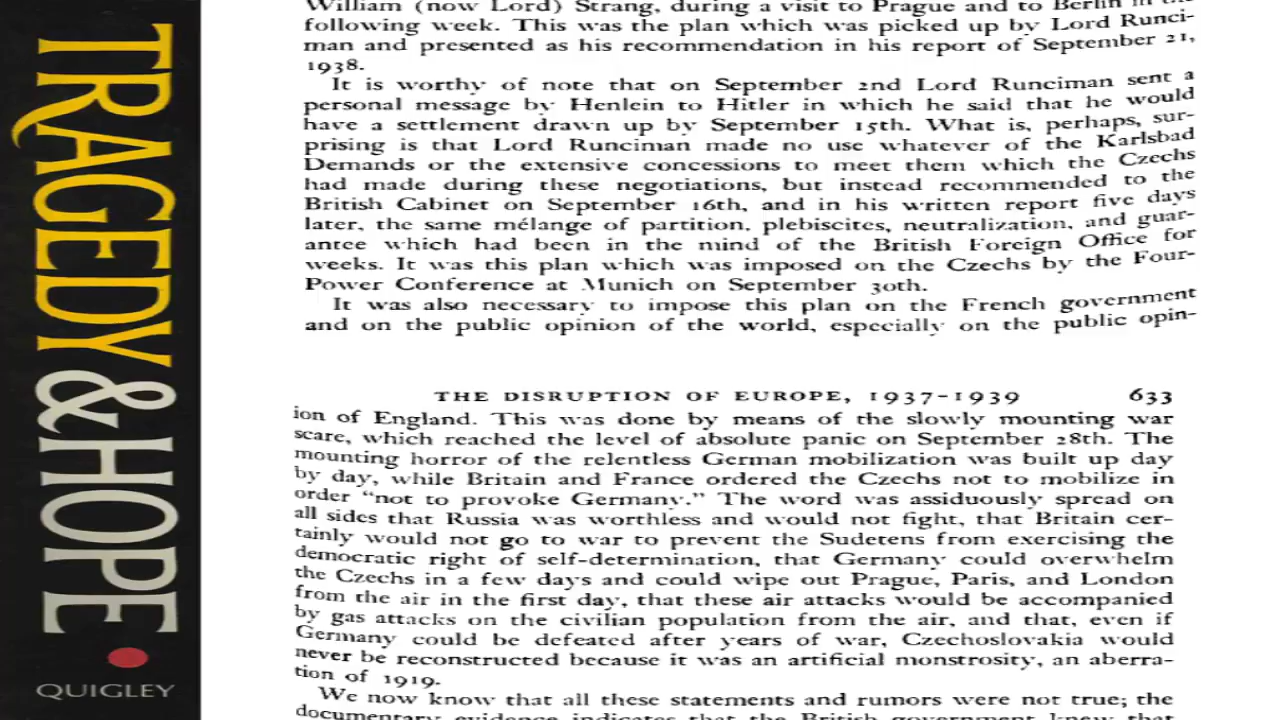 TRAGEDY & HOPE
QUIGLEY
William (now Lord) Strang, during a visit to Prague and to Berlin in the
following week. This was the plan which was picked up by Lord Runci-
man and presented as his recommendation in his report of September 21,
1938.
It is worthy of note that on September 2nd Lord Runciman sent a
personal message by Henlein to Hitler in which he said that he would
have a settlement drawn up by September 15th. What is, perhaps, sur-
prising is that Lord Runciman made no use whatever of the Karlsbad
Demands or the extensive concessions to meet them which the Czechs
had made during these negotiations, but instead recommended to the
British Cabinet on September 16th, and in his written report five days
later, the same mélange of partition, plebiscites, neutralization, and guar-
antee which had been in the mind of the British Foreign Office for
weeks. It was this plan which was imposed on the Czechs by the Four-
Power Conference at Munich on September 30th.
It was also necessary to impose this plan on the French government
and on the public opinion of the world, especially on the public opin-
THE DISRUPTION OF EUROPE, 1937-1939 633
ion of England. This was done by means of the slowly mounting war
scare, which reached the level of absolute panic on September 28th. The
mounting horror of the relentless German mobilization was built up day
by day, while Britain and France ordered the Czechs not to mobilize in
order “not to provoke Germany.” The word was assiduously spread on
all sides that Russia was worthless and would not fight, that Britain cer-
tainly would not go to war to prevent the Sudetens from exercising the
democratic right of self-determination, that Germany could overwhelm
the Czechs in a few days and could wipe out Prague, Paris, and London
from the air in the first day, that these air attacks would be accompanied
by gas attacks on the civilian population from the air, and that, even if
Germany could be defeated after years of war, Czechoslovakia would
never be reconstructed because it was an artificial monstrosity, an aberra-
tion of 1919.
We now know that all these statements and rumors were not true; the
documentary evidence indicates that the British government knew that